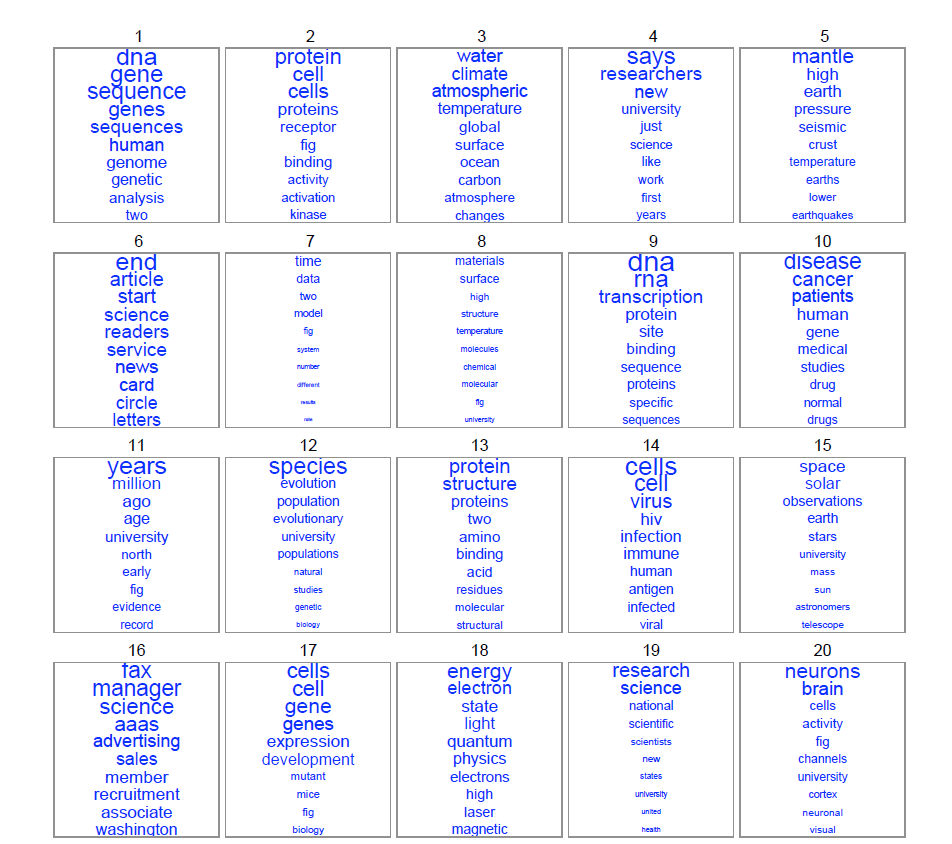 1 2 3 4 5
dna protein water says mantle
gene cell climate researchers high
sequence cells atmospheric new earth
genes proteins temperature university pressure
sequences receptor global just seismic
human fig surface science crust
genome binding ocean like temperature
genetic activity carbon work earths
analysis activation atmosphere first lower
two kinase changes years earthquakes
6 7 8 9 10
end time materials dna disease
article data surface rna cancer
start two high transcription patients
science model structure protein human
readers fig temperature site gene
service system molecules binding medical
news number chemical sequence studies
card different molecular proteins drug
circle results fig specific normal
letters rate university sequences drugs
11 12 13 14 15
years species protein cells space
million evolution structure cell solar
ago population proteins virus observations
age evolutionary two hiv earth
university university amino infection stars
north populations binding immune university
early natural acid human mass
fig studies residues antigen sun
evidence genetic molecular infected astronomers
record biology structural viral telescope
16 17 18 19 20
fax cells energy research neurons
manager cell electron science brain
science gene state national cells
aaas genes light scientific activity
advertising expression quantum scientists fig
sales development physics new channels
member mutant electrons states university
recruitment mice high university cortex
associate fig laser united neuronal
washington biology magnetic health visual